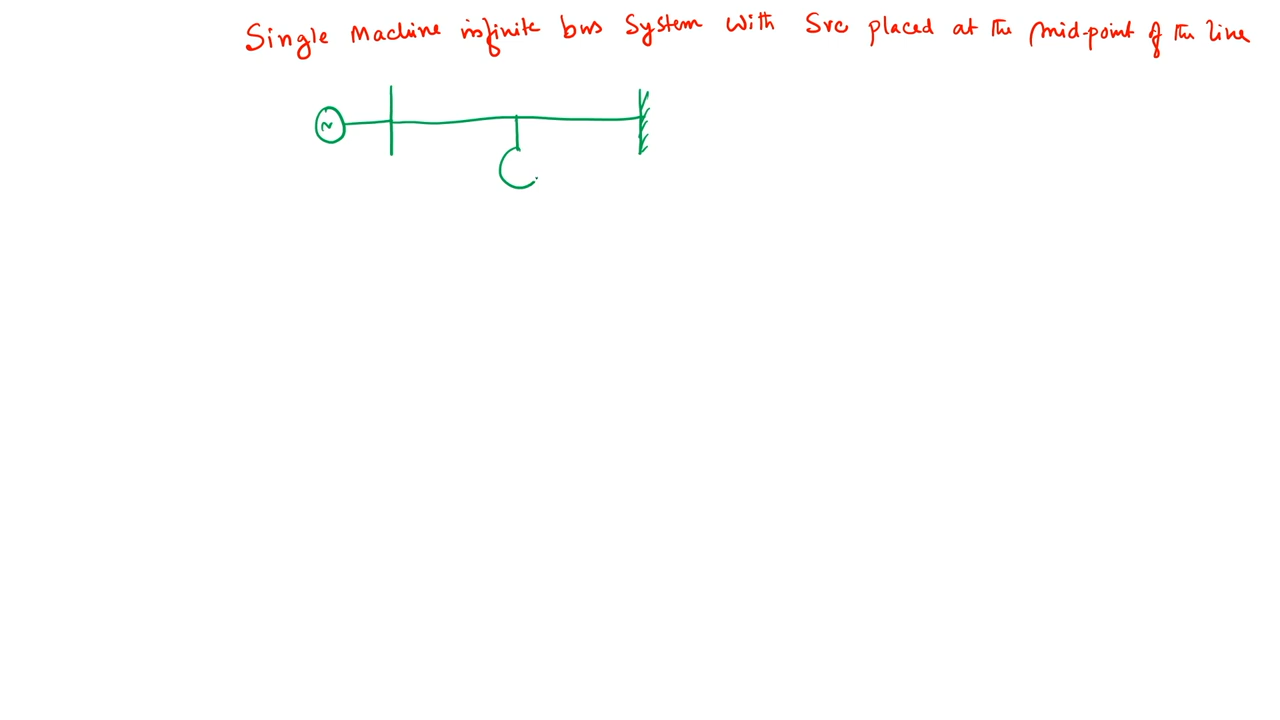 Single Machine infinite bus System With SVC placed at the mid-point of the line
~